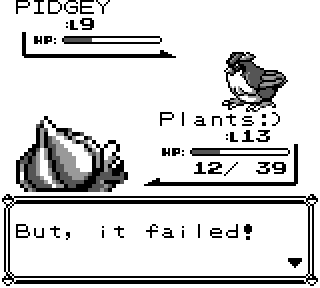 PIDGEY
:L9
HP:
Plants:)
:L13
HP:
12/ 39
But, it failed!